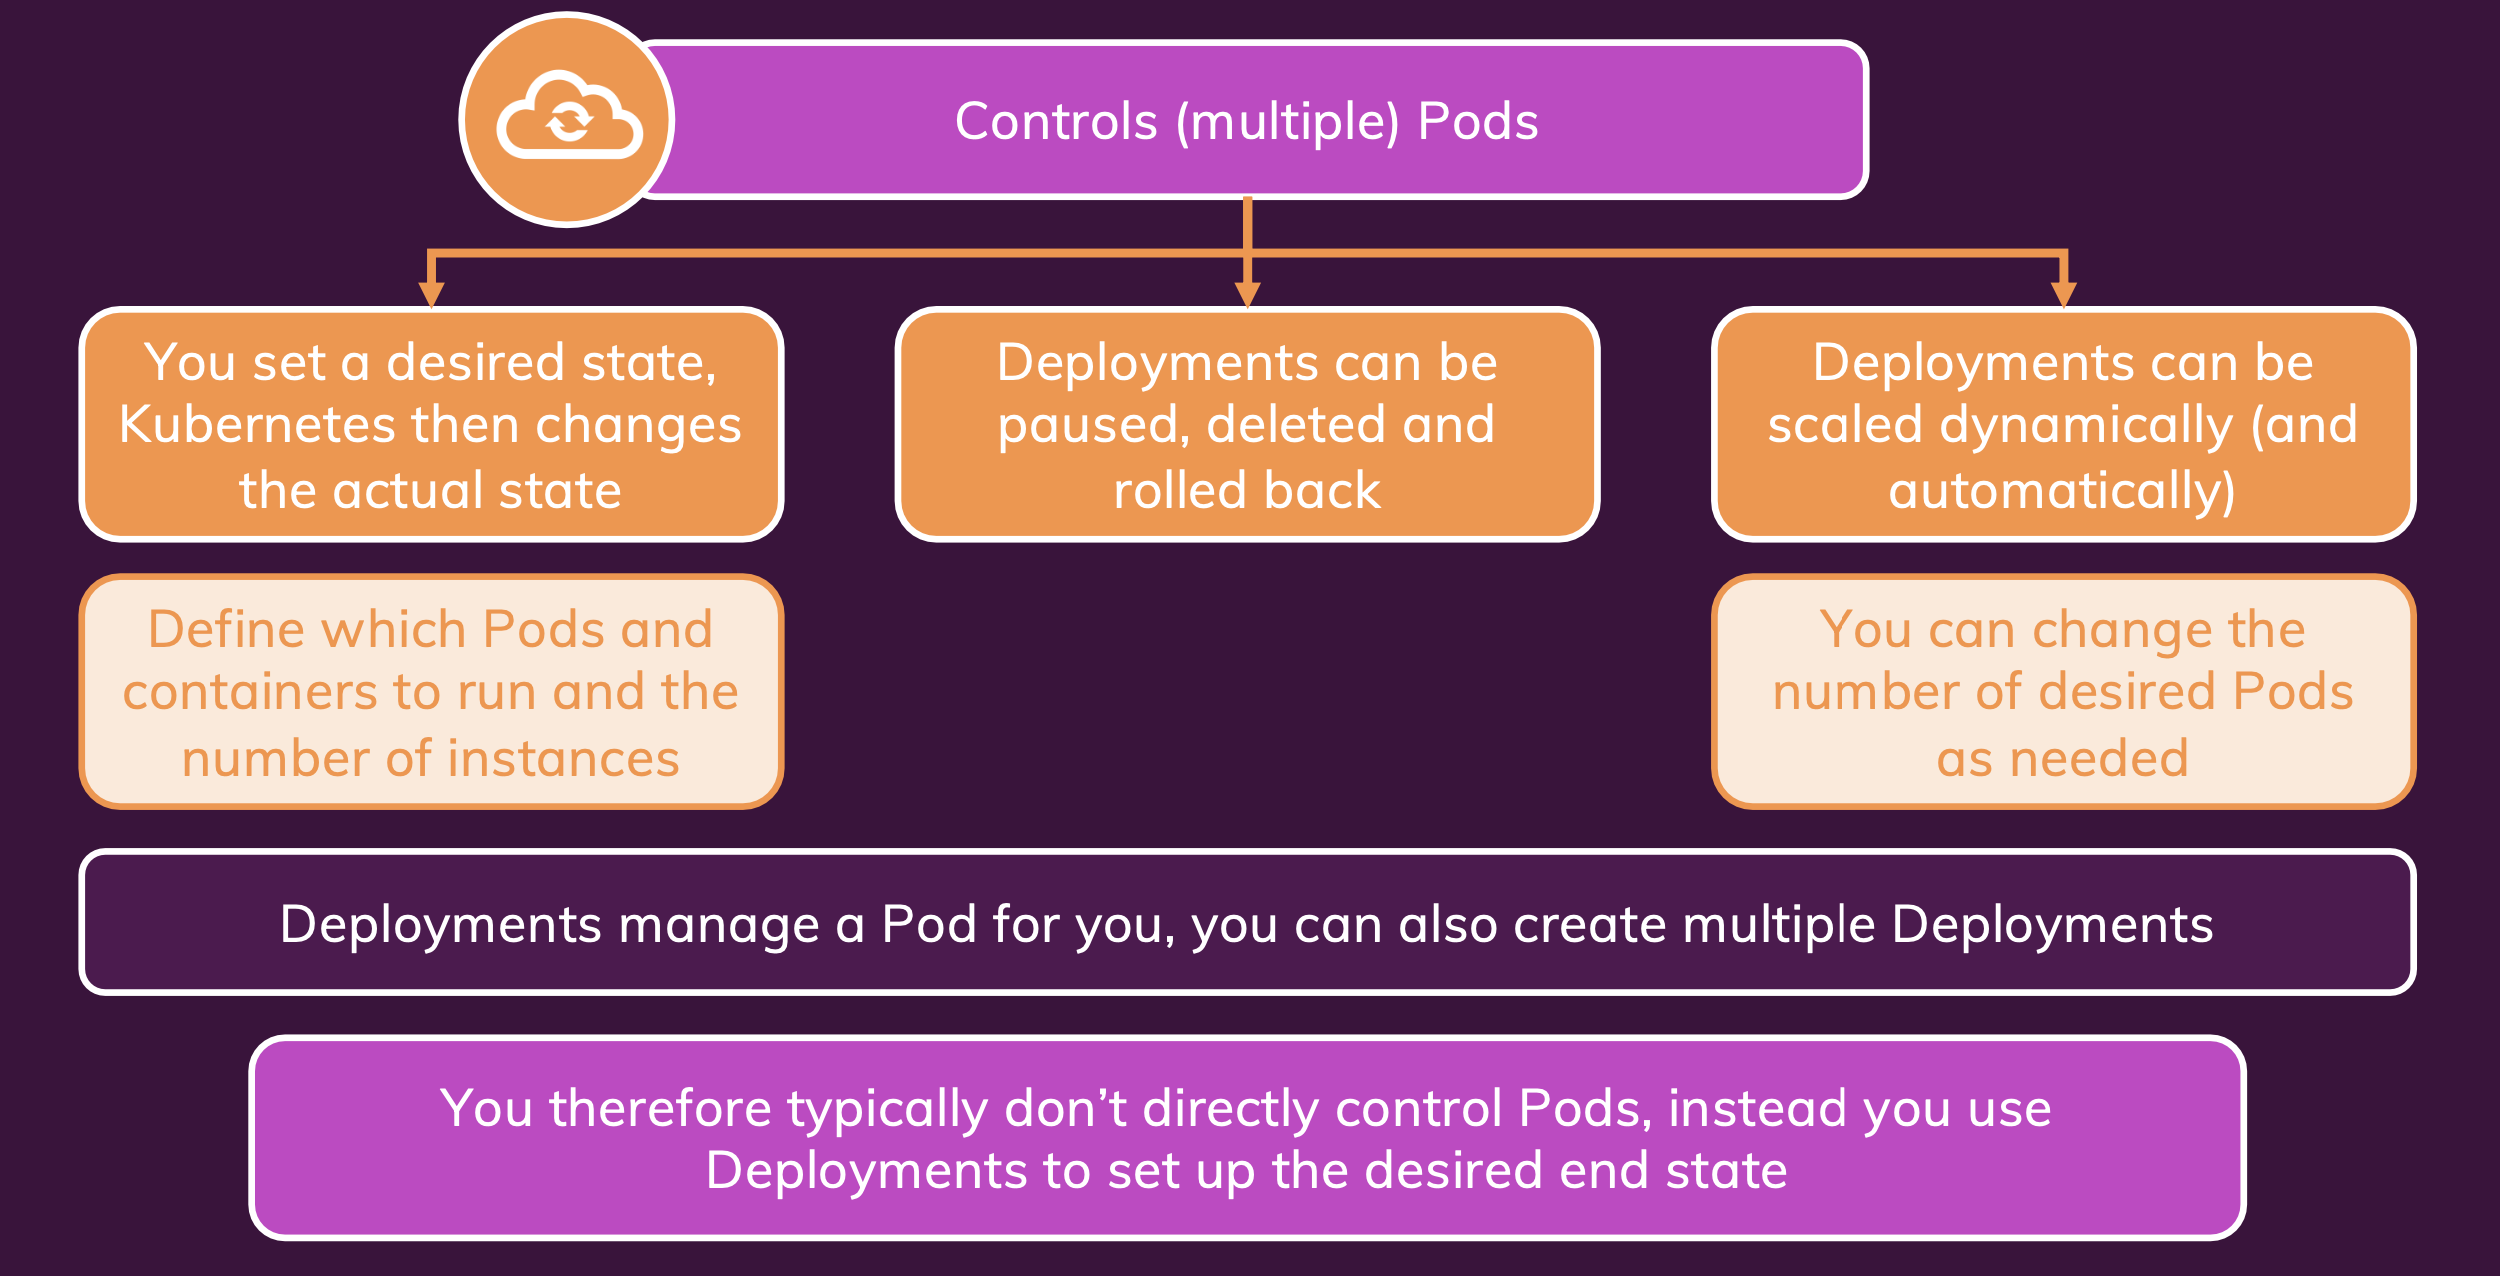 Controls (multiple) Pods
You set a desired state,
Kubernetes then changes
the actual state
Deployments can be
paused, deleted and
rolled back
Deployments can be
scaled dynamically (and
automatically)
Define which Pods and
containers to run and the
number of instances
You can change the
number of desired Pods
as needed
Deployments manage a Pod for you, you can also create multiple Deployments
You therefore typically don’t directly control Pods, instead you use
Deployments to set up the desired end state